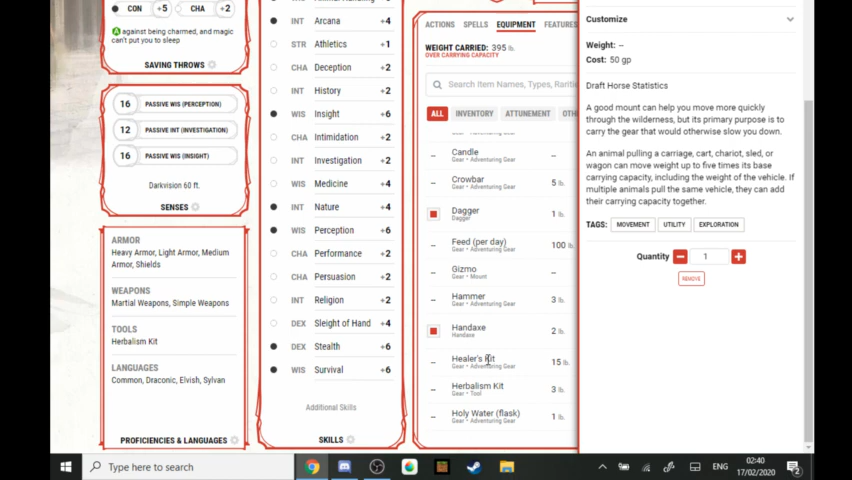 CON +5 CHA +2
A against being charmed, and magic
can't put you to sleep
SAVING THROWS
16 PASSIVE WIS (PERCEPTION)
12 PASSIVE INT (INVESTIGATION)
16 PASSIVE WIS (INSIGHT)
Darkvision 60 ft.
SENSES
ARMOR
Heavy Armor, Light Armor, Medium
Armor, Shields
WEAPONS
Martial Weapons, Simple Weapons
TOOLS
Herbalism Kit
LANGUAGES
Common, Draconic, Elvish, Sylvan
PROFICIENCIES & LANGUAGES
INT Arcana +4
STR Athletics +1
CHA Deception +2
INT History +2
WIS Insight +6
CHA Intimidation +2
INT Investigation +2
WIS Medicine +4
INT Nature +4
WIS Perception +6
CHA Performance +2
CHA Persuasion +2
INT Religion +2
DEX Sleight of Hand +4
DEX Stealth +6
WIS Survival +6
Additional Skills
SKILLS
ACTIONS SPELLS EQUIPMENT FEATURES
WEIGHT CARRIED: 395 lb.
OVER CARRYING CAPACITY
Search Item Names, Types, Rarities
ALL INVENTORY ATTUNEMENT OTH
Gear • Adventuring Gear
Candle --
Gear • Adventuring Gear
Crowbar 5 lb.
Gear • Adventuring Gear
Dagger 1 lb.
Dagger
Feed (per day) 100 lb.
Gear • Adventuring Gear
Gizmo --
Gear • Mount
Hammer 3 lb.
Gear • Adventuring Gear
Handaxe 2 lb.
Handaxe
Healer's Kit 15 lb.
Gear • Adventuring Gear
Herbalism Kit 3 lb.
Gear • Tool
Holy Water (flask) 1 lb.
Gear • Adventuring Gear
Customize
Weight: --
Cost: 50 gp
Draft Horse Statistics
A good mount can help you move more quickly
through the wilderness, but its primary purpose is to
carry the gear that would otherwise slow you down.
An animal pulling a carriage, cart, chariot, sled, or
wagon can move weight up to five times its base
carrying capacity, including the weight of the vehicle. If
multiple animals pull the same vehicle, they can add
their carrying capacity together.
TAGS: MOVEMENT UTILITY EXPLORATION
Quantity 1
REMOVE
Type here to search
ENG
02:40
17/02/2020
2